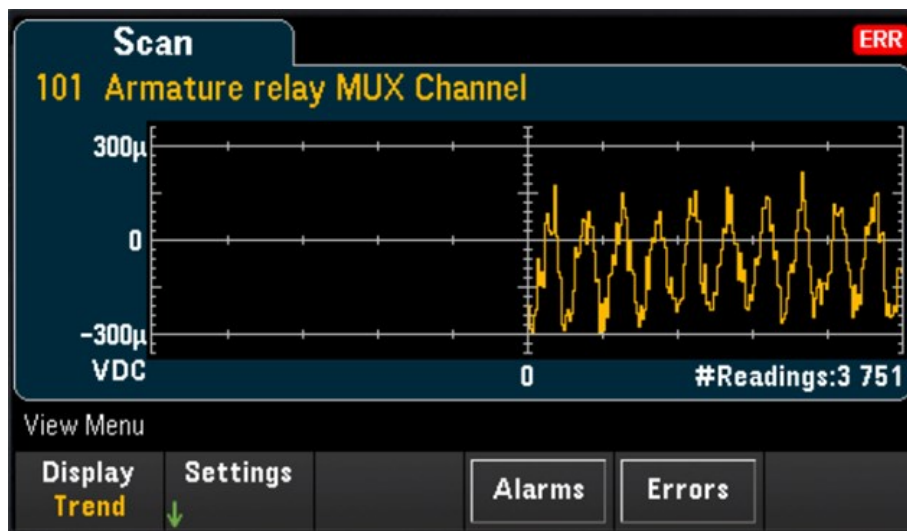 Scan
ERR
101 Armature relay MUX Channel
300µ
0
-300µ
VDC
0
#Readings:3 751
View Menu
Display
Trend
Settings
Alarms
Errors